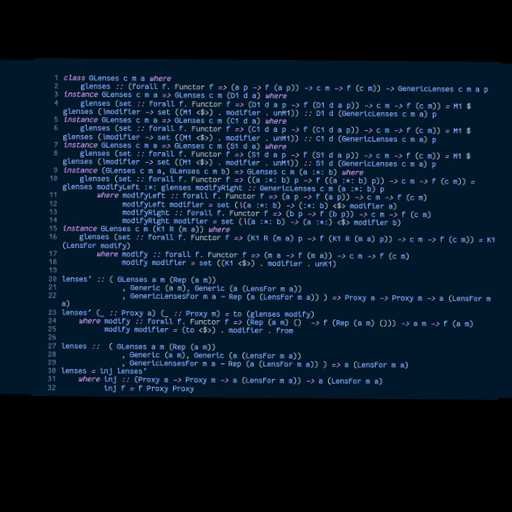 1 class GLenses c m a where
2     glenses :: (forall f. Functor f => (a p -> f (a p)) -> c m -> f (c m)) -> GenericLenses c m a p
3 instance GLenses c m a => GLenses c m (D1 d a) where
4     glenses (set :: forall f. Functor f => (D1 d a p -> f (D1 d a p)) -> c m -> f (c m)) = M1 $
glenses (\modifier -> set ((M1 <$>) . modifier . unM1)) :: D1 d (GenericLenses c m a) p
5 instance GLenses c m a => GLenses c m (C1 d a) where
6     glenses (set :: forall f. Functor f => (C1 d a p -> f (C1 d a p)) -> c m -> f (c m)) = M1 $
glenses (\modifier -> set ((M1 <$>) . modifier . unM1)) :: C1 d (GenericLenses c m a) p
7 instance GLenses c m a => GLenses c m (S1 d a) where
8     glenses (set :: forall f. Functor f => (S1 d a p -> f (S1 d a p)) -> c m -> f (c m)) = M1 $
glenses (\modifier -> set ((M1 <$>) . modifier . unM1)) :: S1 d (GenericLenses c m a) p
9 instance (GLenses c m a, GLenses c m b) => GLenses c m (a :*: b) where
10     glenses (set :: forall f. Functor f => ((a :*: b) p -> f ((a :*: b) p)) -> c m -> f (c m)) =
glenses modifyLeft :*: glenses modifyRight :: GenericLenses c m (a :*: b) p
11         where modifyLeft :: forall f. Functor f => (a p -> f (a p)) -> c m -> f (c m)
12               modifyLeft modifier = set (\(a :*: b) -> (:*: b) <$> modifier a)
13               modifyRight :: forall f. Functor f => (b p -> f (b p)) -> c m -> f (c m)
14               modifyRight modifier = set (\(a :*: b) -> (a :*:) <$> modifier b)
15 instance GLenses c m (K1 R (m a)) where
16     glenses (set :: forall f. Functor f => (K1 R (m a) p -> f (K1 R (m a) p)) -> c m -> f (c m)) = K1
(LensFor modify)
17         where modify :: forall f. Functor f => (m a -> f (m a)) -> c m -> f (c m)
18               modify modifier = set ((K1 <$>) . modifier . unK1)
19
20 lenses' :: ( GLenses a m (Rep (a m))
21               , Generic (a m), Generic (a (LensFor m a))
22               , GenericLensesFor m a ~ Rep (a (LensFor m a)) ) => Proxy a -> Proxy m -> a (LensFor m
a)
23 lenses' (_ :: Proxy a) (_ :: Proxy m) = to (glenses modify)
24     where modify :: forall f. Functor f => (Rep (a m) () -> f (Rep (a m) ())) -> a m -> f (a m)
25           modify modifier = (to <$>) . modifier . from
26
27 lenses :: ( GLenses a m (Rep (a m))
28               , Generic (a m), Generic (a (LensFor m a))
29               , GenericLensesFor m a ~ Rep (a (LensFor m a)) ) => a (LensFor m a)
30 lenses = inj lenses'
31     where inj :: (Proxy a -> Proxy m -> a (LensFor m a)) -> a (LensFor m a)
32           inj f = f Proxy Proxy